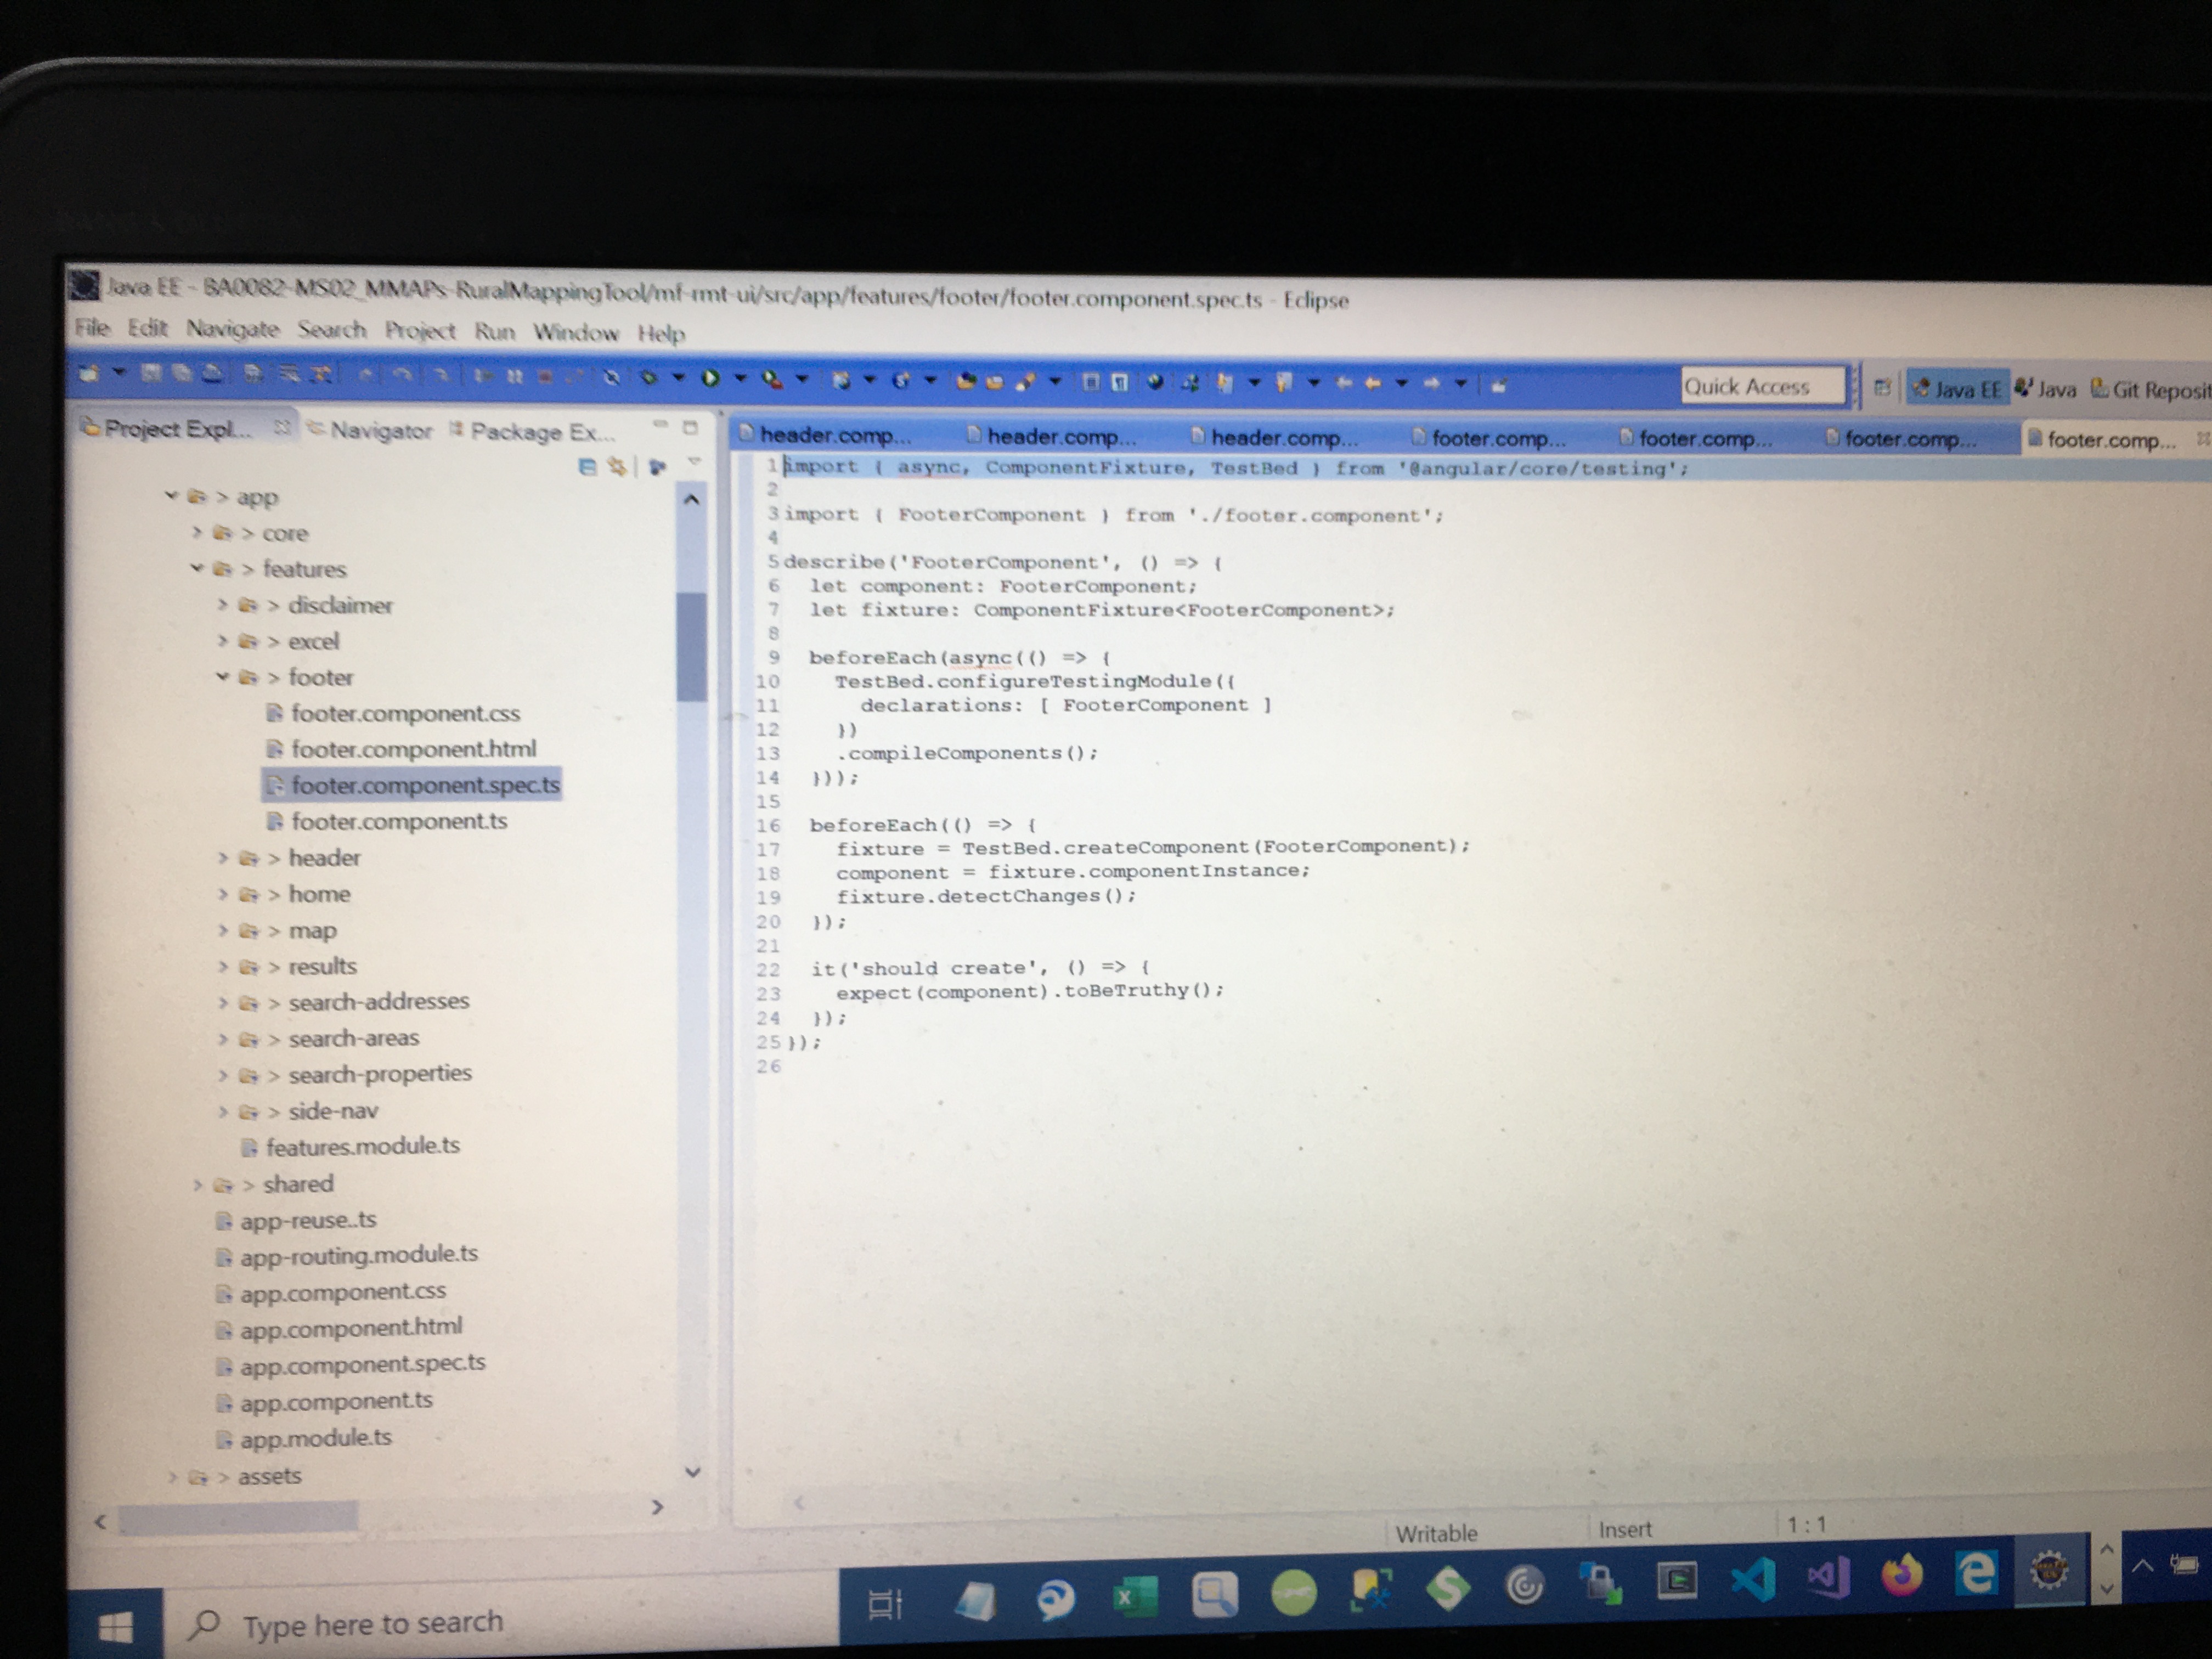 Java EE - BA0082-MS02_MMAPs-RuralMappingTool/mf-rmt-ui/src/app/features/footer/footer.component.spec.ts - Eclipse
File Edit Navigate Search Project Run Window Help
Quick Access Java EE Java Git Reposit
Project Expl... Navigator Package Ex...
header.comp... header.comp... header.comp... footer.comp... footer.comp... footer.comp... footer.comp...
> app
> core
> features
> disclaimer
> excel
> footer
footer.component.css
footer.component.html
footer.component.spec.ts
footer.component.ts
> header
> home
> map
> results
> search-addresses
> search-areas
> search-properties
> side-nav
features.module.ts
> shared
app-reuse..ts
app-routing.module.ts
app.component.css
app.component.html
app.component.spec.ts
app.component.ts
app.module.ts
> assets
1 import { async, ComponentFixture, TestBed } from '@angular/core/testing';
2
3 import { FooterComponent } from './footer.component';
4
5 describe('FooterComponent', () => {
6 let component: FooterComponent;
7 let fixture: ComponentFixture<FooterComponent>;
8
9 beforeEach(async(() => {
10 TestBed.configureTestingModule({
11 declarations: [ FooterComponent ]
12 })
13 .compileComponents();
14 }));
15
16 beforeEach(() => {
17 fixture = TestBed.createComponent(FooterComponent);
18 component = fixture.componentInstance;
19 fixture.detectChanges();
20 });
21
22 it('should create', () => {
23 expect(component).toBeTruthy();
24 });
25 });
26
Writable Insert 1 : 1
Type here to search